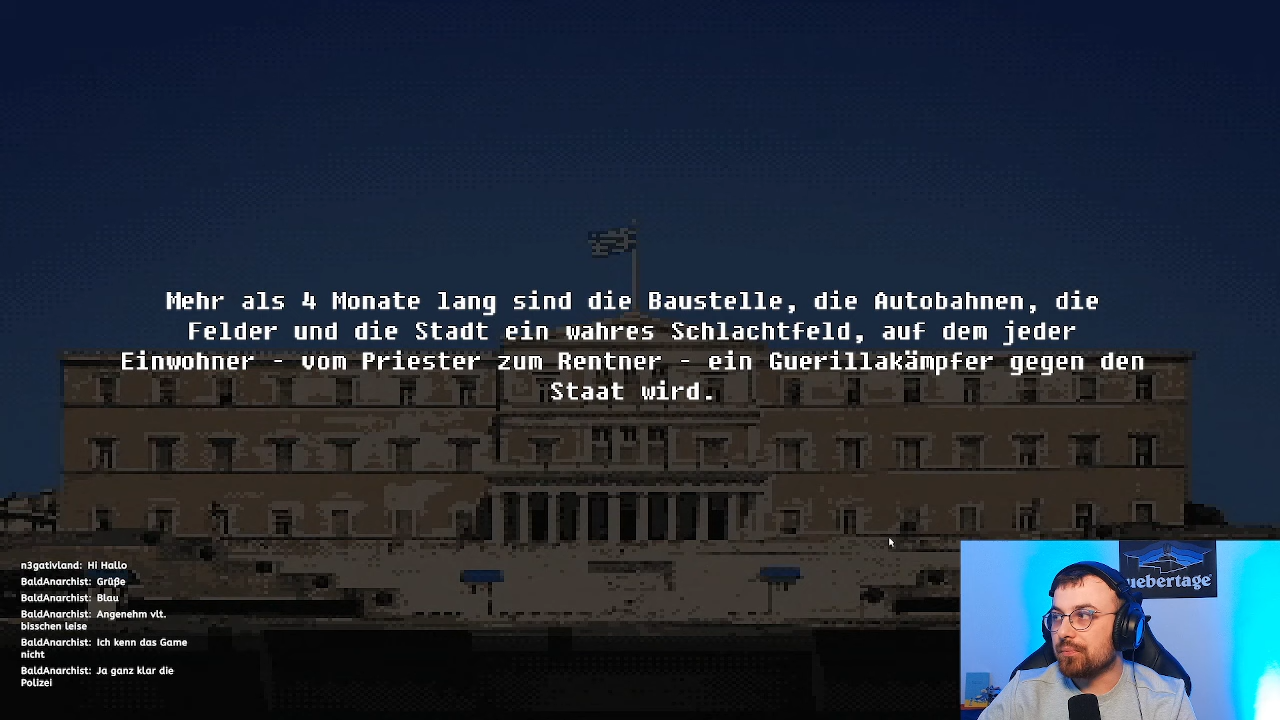 Mehr als 4 Monate lang sind die Baustelle, die Autobahnen, die
Felder und die Stadt ein wahres Schlachtfeld, auf dem jeder
Einwohner - vom Priester zum Rentner - ein Guerillakämpfer gegen den
Staat wird.
n3gativland: Hi Hallo
BaldAnarchist: Grüße
BaldAnarchist: Blau
BaldAnarchist: Angenehm vlt.
bisschen leise
BaldAnarchist: Ich kenn das Game
nicht
BaldAnarchist: Ja ganz klar die
Polizei
uebertage